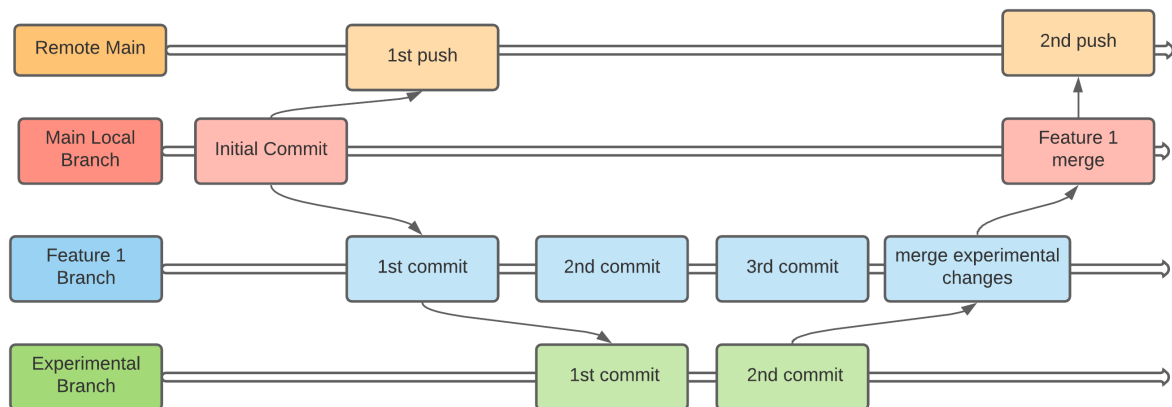 Remote Main
1st push
2nd push
Main Local
Branch
Initial Commit
Feature 1
merge
Feature 1
Branch
1st commit
2nd commit
3rd commit
merge experimental
changes
Experimental
Branch
1st commit
2nd commit